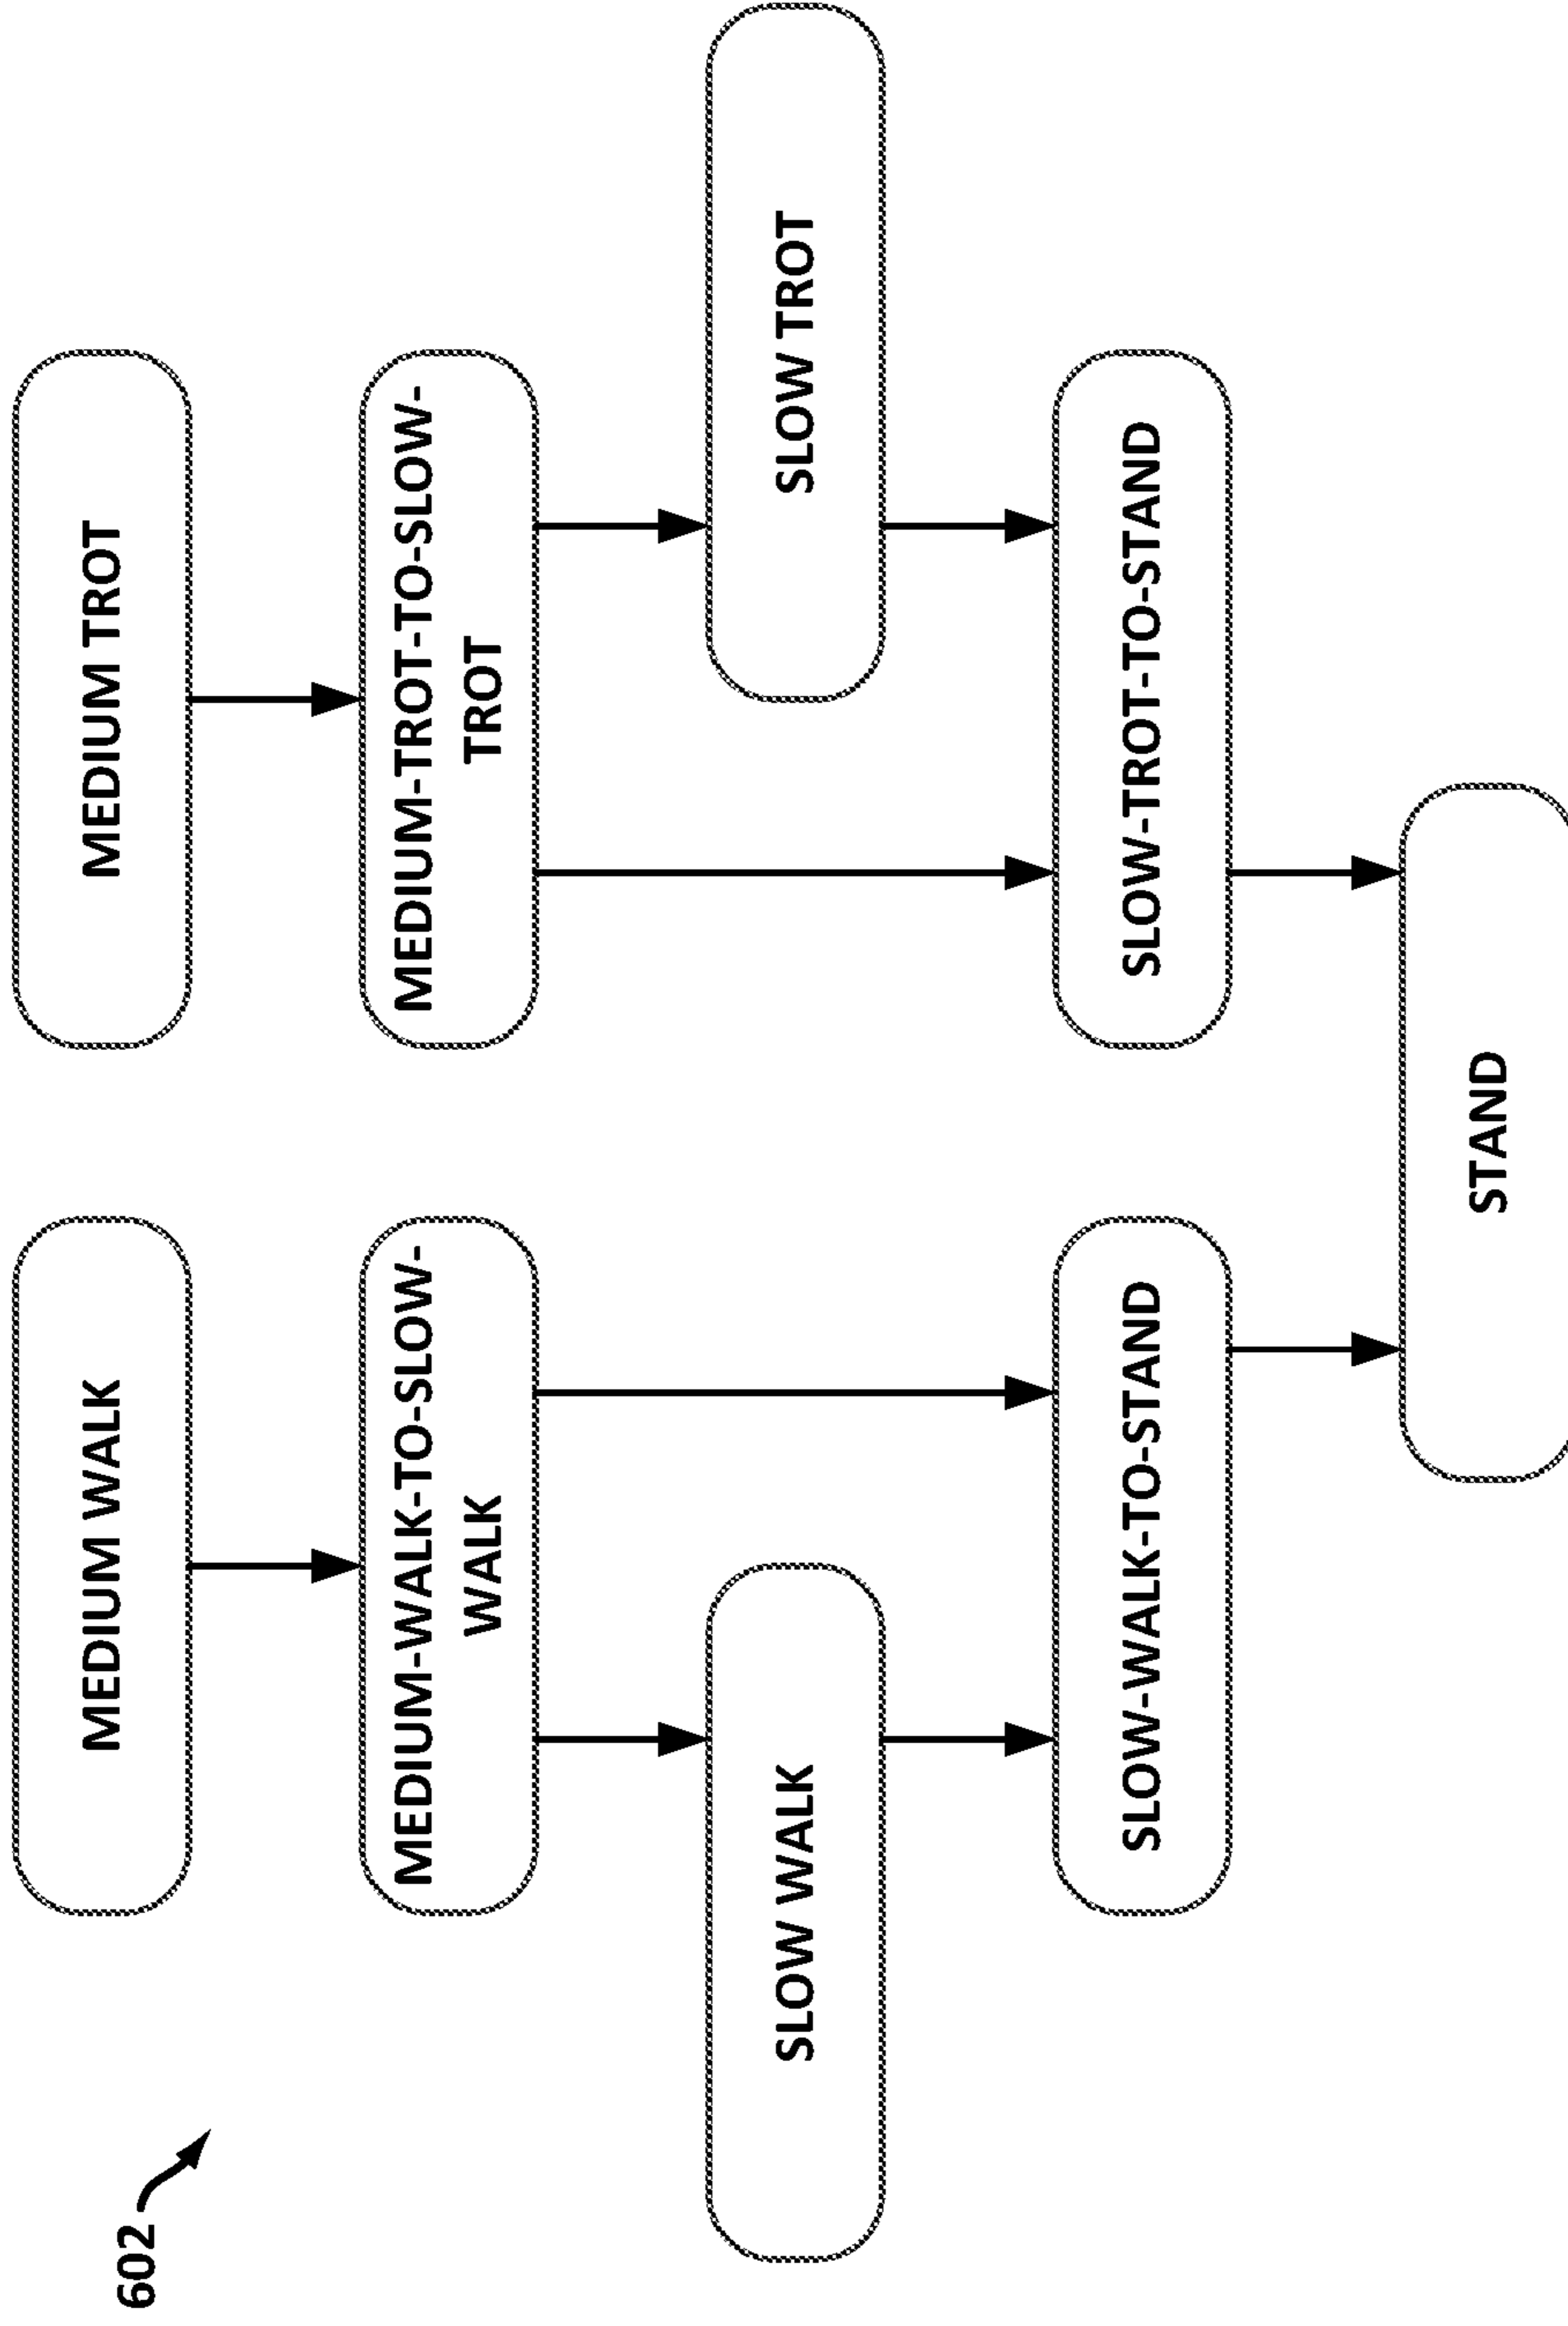 602
MEDIUM WALK
MEDIUM TROT
MEDIUM-WALK-TO-SLOW-
WALK
MEDIUM-TROT-TO-SLOW-
TROT
SLOW WALK
SLOW TROT
SLOW-WALK-TO-STAND
SLOW-TROT-TO-STAND
STAND